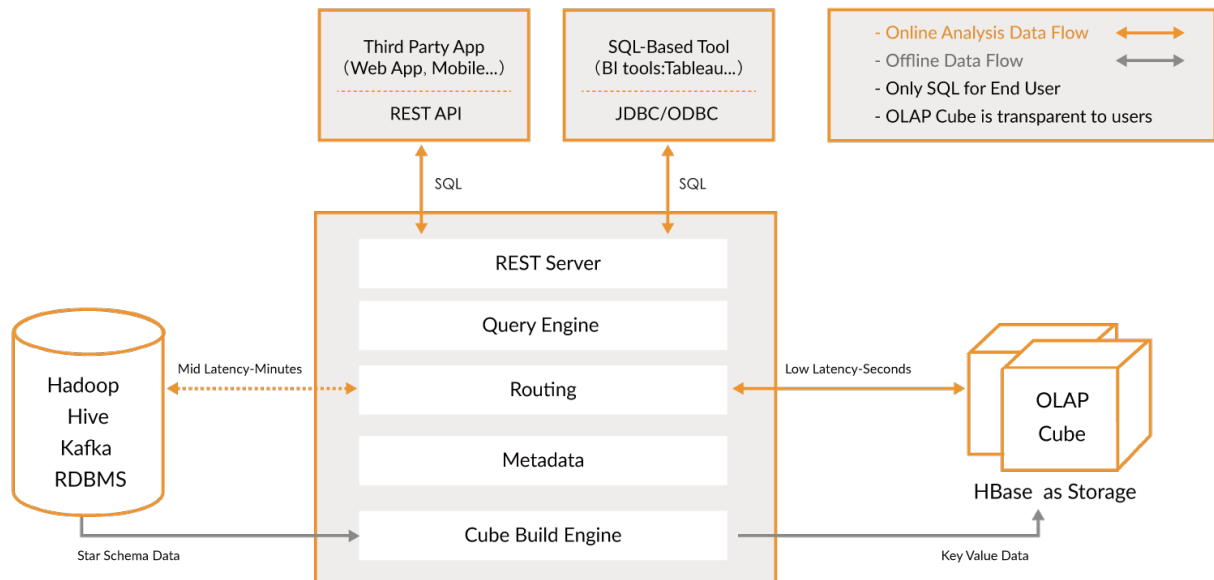 Third Party App
(Web App, Mobile...)
REST API
SQL-Based Tool
(BI tools:Tableau...)
JDBC/ODBC
- Online Analysis Data Flow
- Offline Data Flow
- Only SQL for End User
- OLAP Cube is transparent to users
SQL
SQL
REST Server
Query Engine
Routing
Metadata
Cube Build Engine
Hadoop
Hive
Kafka
RDBMS
Mid Latency-Minutes
Low Latency-Seconds
OLAP
Cube
HBase as Storage
Star Schema Data
Key Value Data